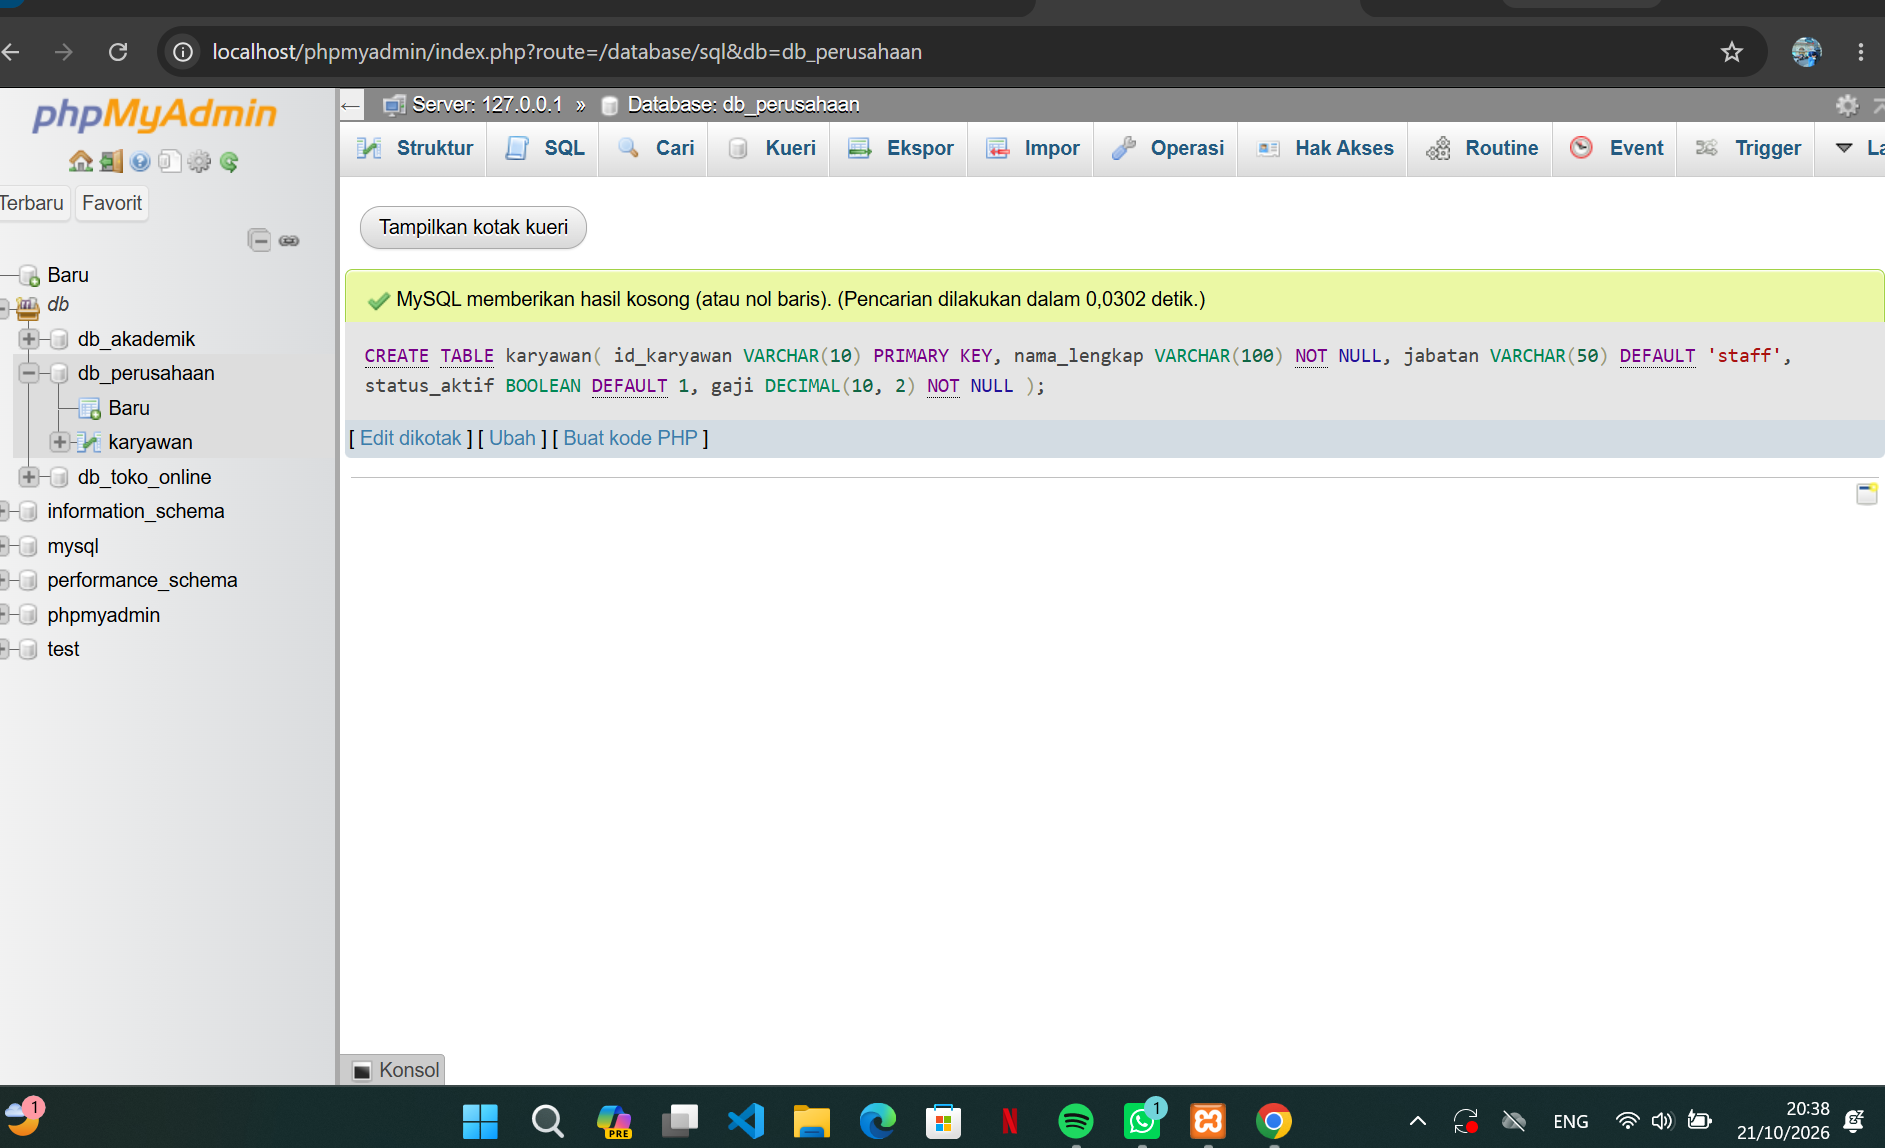 localhost/phpmyadmin/index.php?route=/database/sql&db=db_perusahaan
phpMyAdmin
Terbaru
Favorit
Baru
db
db_akademik
db_perusahaan
Baru
karyawan
db_toko_online
information_schema
mysql
performance_schema
phpmyadmin
test
Server: 127.0.0.1 » Database: db_perusahaan
Struktur SQL Cari Kueri Ekspor Impor Operasi Hak Akses Routine Event Trigger La
Tampilkan kotak kueri
MySQL memberikan hasil kosong (atau nol baris). (Pencarian dilakukan dalam 0,0302 detik.)
CREATE TABLE karyawan( id_karyawan VARCHAR(10) PRIMARY KEY, nama_lengkap VARCHAR(100) NOT NULL, jabatan VARCHAR(50) DEFAULT 'staff',
status_aktif BOOLEAN DEFAULT 1, gaji DECIMAL(10, 2) NOT NULL );
[ Edit dikotak ] [ Ubah ] [ Buat kode PHP ]
Konsol
1
PRE
N
1
ENG
20:38
21/10/2026